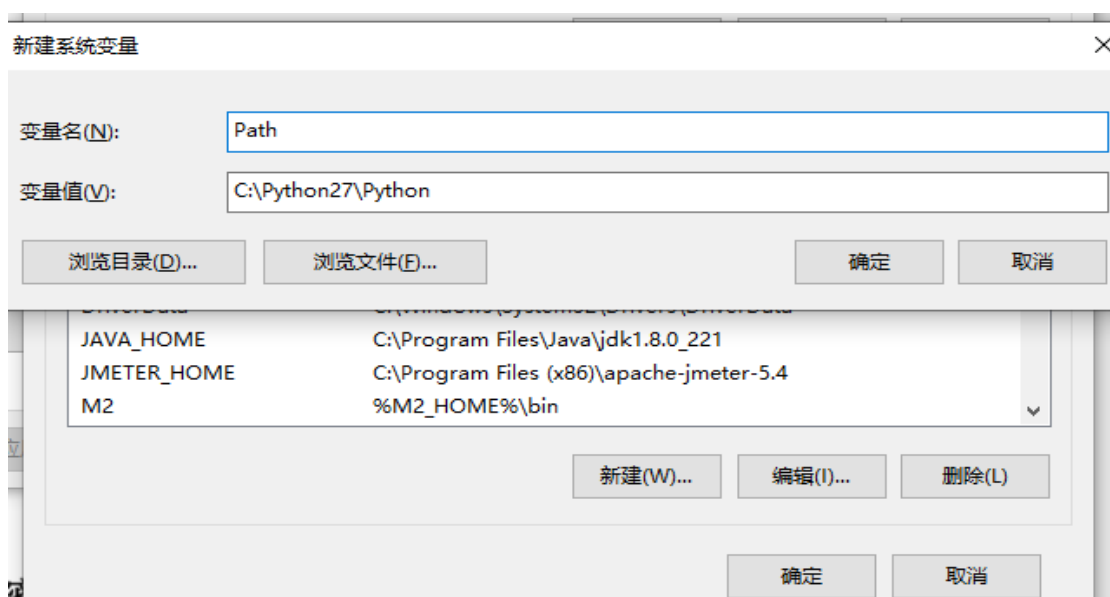 新建系统变量
变量名(N): Path
变量值(V): C:\Python27\Python
浏览目录(D)... 浏览文件(F)... 确定 取消
JAVA_HOME C:\Program Files\Java\jdk1.8.0_221
JMETER_HOME C:\Program Files (x86)\apache-jmeter-5.4
M2 %M2_HOME%\bin
新建(W)... 编辑(I)... 删除(L)
确定 取消